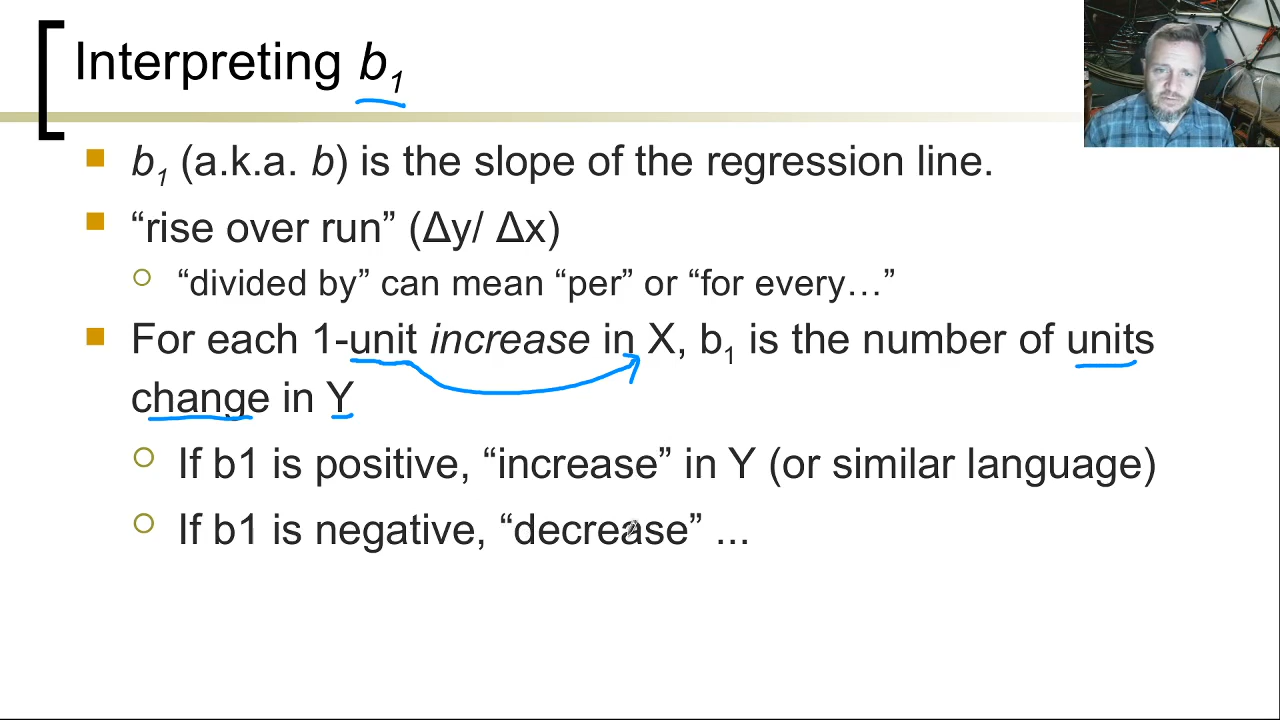 Interpreting b₁
b₁ (a.k.a. b) is the slope of the regression line.
“rise over run” (Δy/ Δx)
“divided by” can mean “per” or “for every…”
For each 1-unit increase in X, b₁ is the number of units
change in Y
If b1 is positive, “increase” in Y (or similar language)
If b1 is negative, “decrease” ...